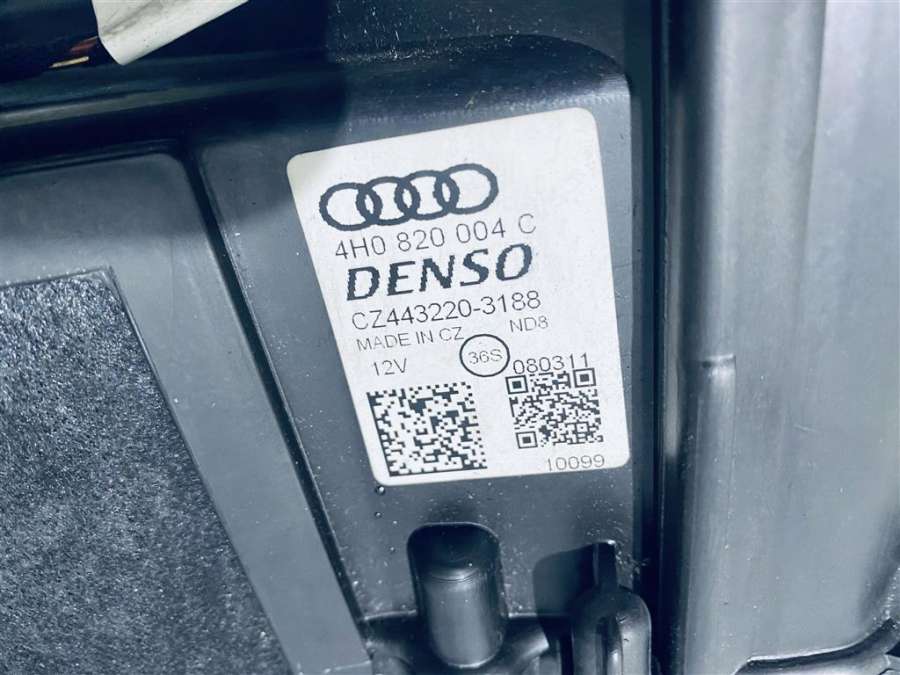 4H0 820 004 C
DENSO
CZ443220-3188
MADE IN CZ ND8
12V 36S 080311
10099